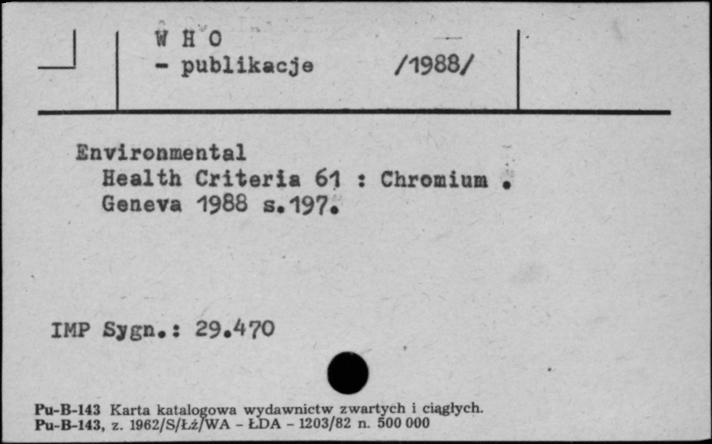 W H O
- publikacje /1988/
Environmental
Health Criteria 61 : Chromium .
Geneva 1988 s.197.
IMP Sygn.: 29.470
Pu-B-143 Karta katalogowa wydawnictw zwartych i ciągłych.
Pu-B-143, z. 1962/S/Łż/WA - ŁDA - 1203/82 n. 500 000